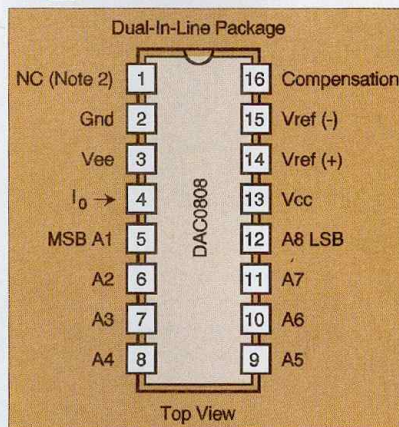 Dual-In-Line Package
NC (Note 2) 1 16 Compensation
Gnd 2 15 Vref (-)
Vee 3 14 Vref (+)
I₀ → 4 13 Vcc
MSB A1 5 12 A8 LSB
A2 6 11 A7
A3 7 10 A6
A4 8 9 A5
DAC0808
Top View